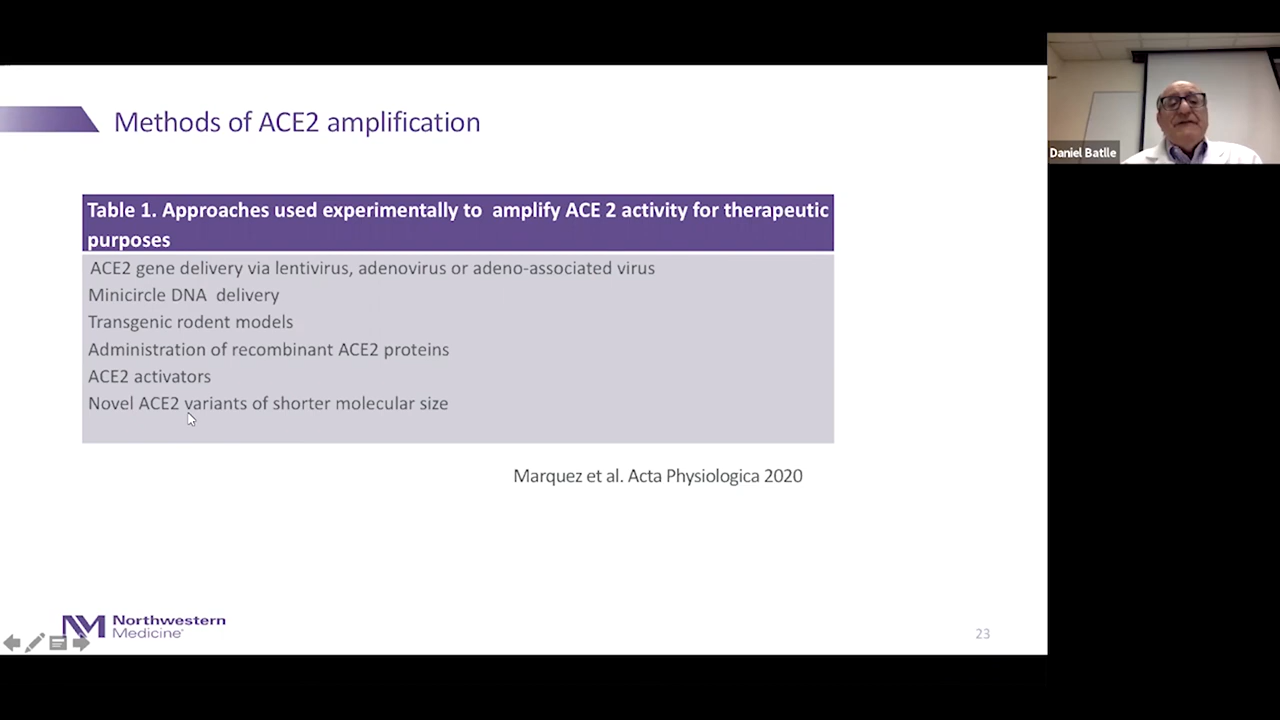 Methods of ACE2 amplification
Daniel Batlle
Table 1. Approaches used experimentally to amplify ACE 2 activity for therapeutic
purposes
ACE2 gene delivery via lentivirus, adenovirus or adeno-associated virus
Minicircle DNA delivery
Transgenic rodent models
Administration of recombinant ACE2 proteins
ACE2 activators
Novel ACE2 variants of shorter molecular size
Marquez et al. Acta Physiologica 2020
NM Northwestern
Medicine®
23